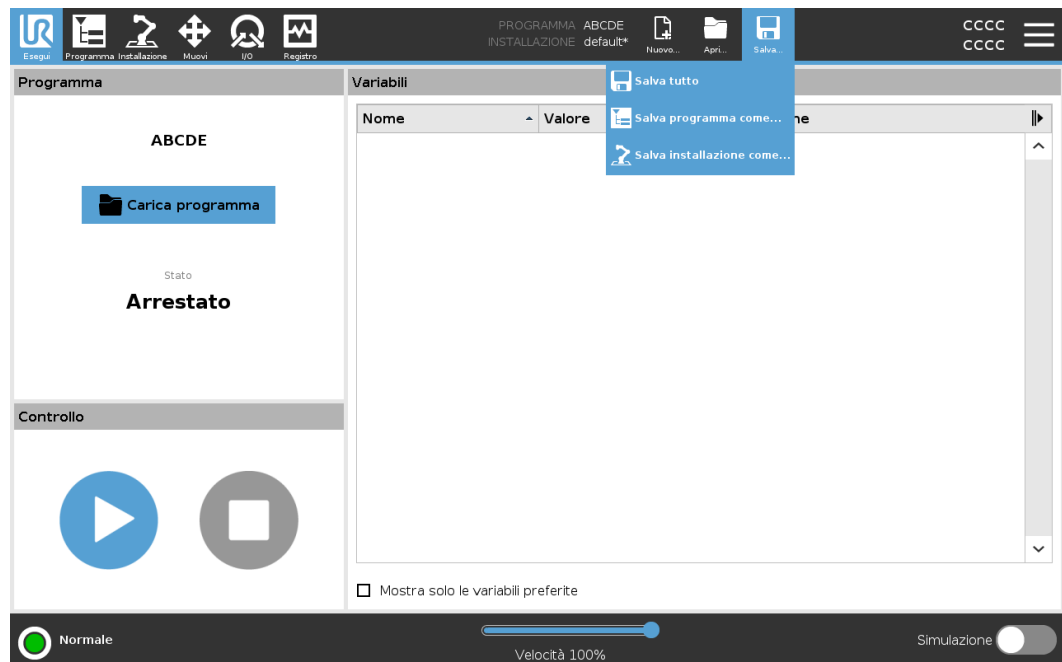 PROGRAMMA ABCDE
INSTALLAZIONE default*
Esegui Programma Installazione Muovi I/O Registro Nuovo... Apri... Salva...
CCCC
CCCC
Programma
ABCDE
Carica programma
Stato
Arrestato
Controllo
Variabili
Nome Valore ne
Salva tutto
Salva programma come...
Salva installazione come...
Mostra solo le variabili preferite
Normale
Velocità 100%
Simulazione